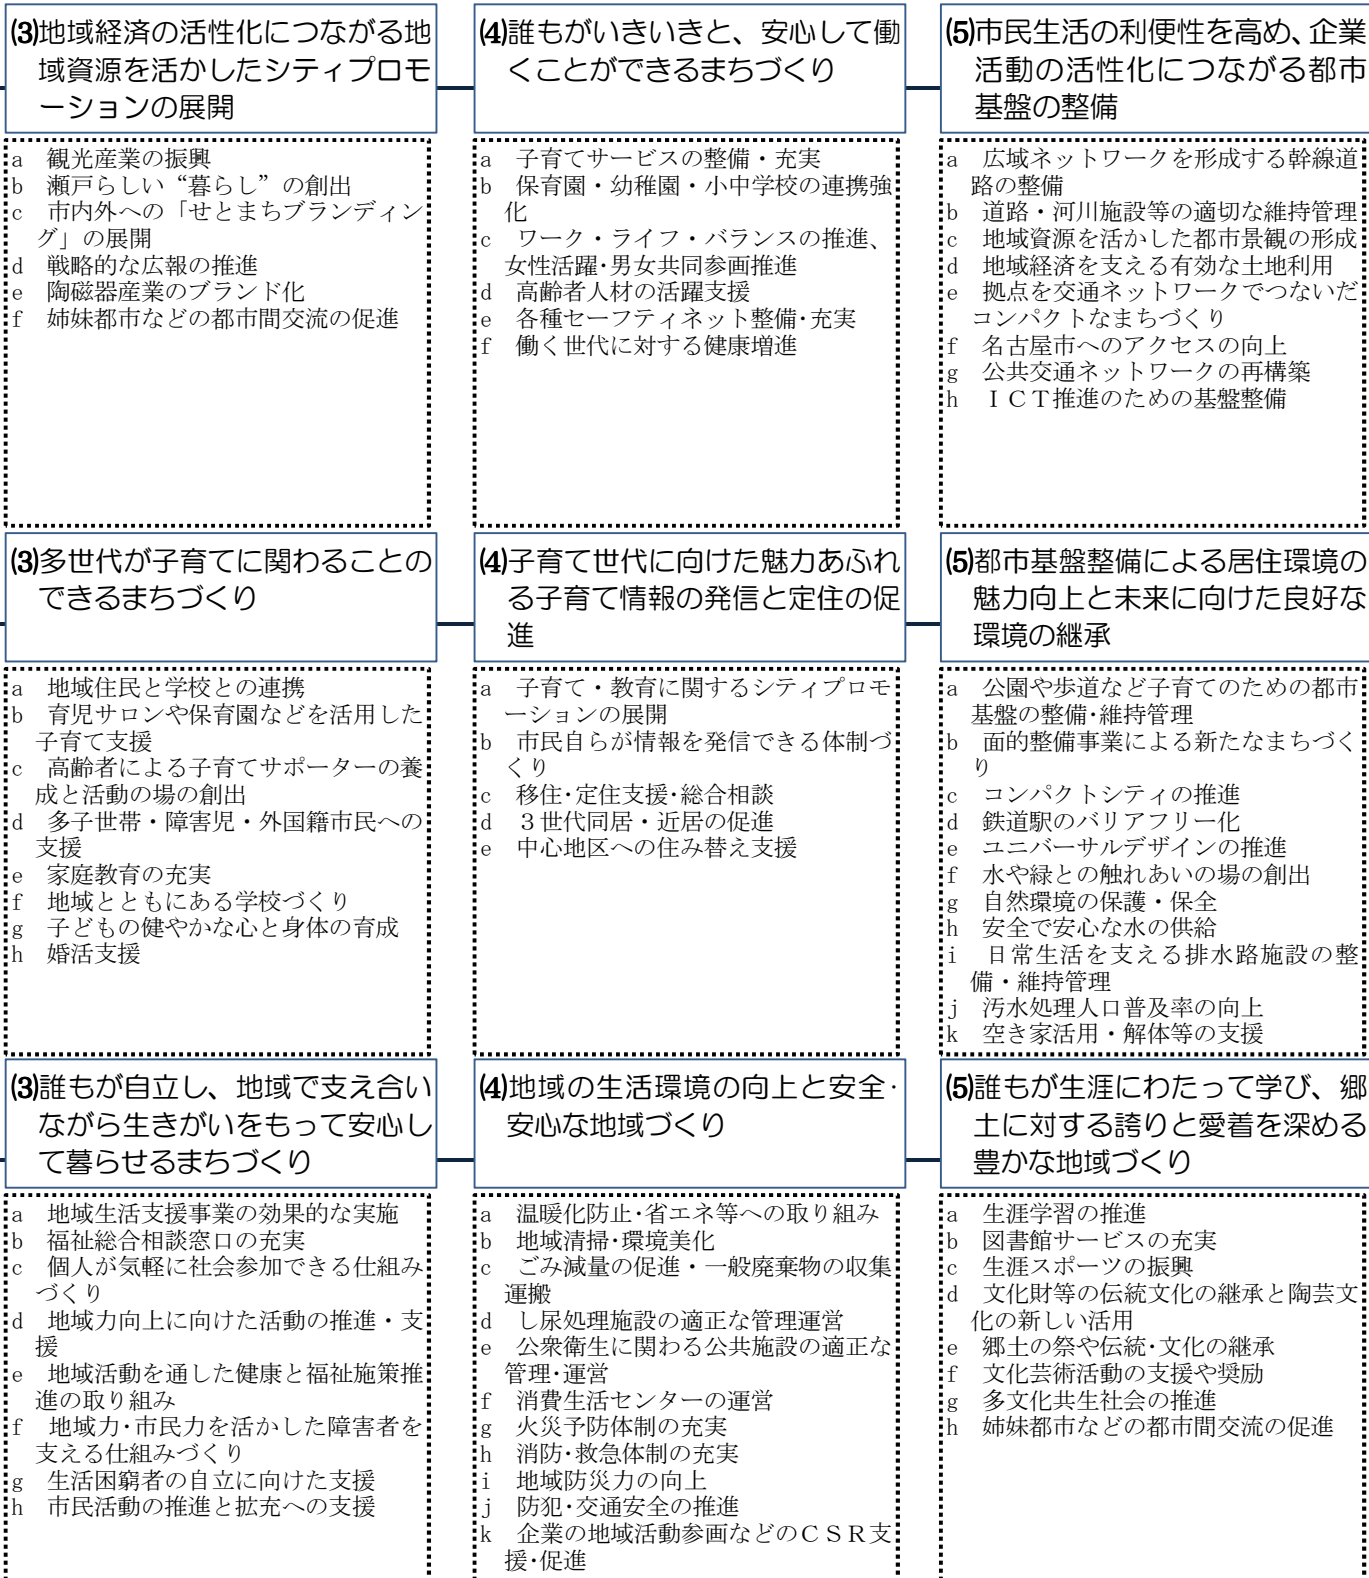 ⑶地域経済の活性化につながる地
域資源を活かしたシティプロモ
ーションの展開
a 観光産業の振興
b 瀬戸らしい“暮らし”の創出
c 市内外への「せとまちブランディン
グ」の展開
d 戦略的な広報の推進
e 陶磁器産業のブランド化
f 姉妹都市などの都市間交流の促進
⑷誰もがいきいきと、安心して働
くことができるまちづくり
a 子育てサービスの整備・充実
b 保育園・幼稚園・小中学校の連携強
化
c ワーク・ライフ・バランスの推進、
女性活躍･男女共同参画推進
d 高齢者人材の活躍支援
e 各種セーフティネット整備･充実
f 働く世代に対する健康増進
⑸市民生活の利便性を高め、企業
活動の活性化につながる都市
基盤の整備
a 広域ネットワークを形成する幹線道
路の整備
b 道路・河川施設等の適切な維持管理
c 地域資源を活かした都市景観の形成
d 地域経済を支える有効な土地利用
e 拠点を交通ネットワークでつないだ
コンパクトなまちづくり
f 名古屋市へのアクセスの向上
g 公共交通ネットワークの再構築
h ＩＣＴ推進のための基盤整備
⑶多世代が子育てに関わることの
できるまちづくり
a 地域住民と学校との連携
b 育児サロンや保育園などを活用した
子育て支援
c 高齢者による子育てサポーターの養
成と活動の場の創出
d 多子世帯・障害児・外国籍市民への
支援
e 家庭教育の充実
f 地域とともにある学校づくり
g 子どもの健やかな心と身体の育成
h 婚活支援
⑷子育て世代に向けた魅力あふれ
る子育て情報の発信と定住の促
進
a 子育て・教育に関するシティプロモ
ーションの展開
b 市民自らが情報を発信できる体制づ
くり
c 移住･定住支援･総合相談
d ３世代同居・近居の促進
e 中心地区への住み替え支援
⑸都市基盤整備による居住環境の
魅力向上と未来に向けた良好な
環境の継承
a 公園や歩道など子育てのための都市
基盤の整備･維持管理
b 面的整備事業による新たなまちづく
り
c コンパクトシティの推進
d 鉄道駅のバリアフリー化
e ユニバーサルデザインの推進
f 水や緑との触れあいの場の創出
g 自然環境の保護・保全
h 安全で安心な水の供給
i 日常生活を支える排水路施設の整
備・維持管理
j 汚水処理人口普及率の向上
k 空き家活用・解体等の支援
⑶誰もが自立し、地域で支え合い
ながら生きがいをもって安心し
て暮らせるまちづくり
a 地域生活支援事業の効果的な実施
b 福祉総合相談窓口の充実
c 個人が気軽に社会参加できる仕組み
づくり
d 地域力向上に向けた活動の推進・支
援
e 地域活動を通した健康と福祉施策推
進の取り組み
f 地域力･市民力を活かした障害者を
支える仕組みづくり
g 生活困窮者の自立に向けた支援
h 市民活動の推進と拡充への支援
⑷地域の生活環境の向上と安全･
安心な地域づくり
a 温暖化防止･省エネ等への取り組み
b 地域清掃･環境美化
c ごみ減量の促進・一般廃棄物の収集
運搬
d し尿処理施設の適正な管理運営
e 公衆衛生に関わる公共施設の適正な
管理･運営
f 消費生活センターの運営
g 火災予防体制の充実
h 消防･救急体制の充実
i 地域防災力の向上
j 防犯･交通安全の推進
k 企業の地域活動参画などのＣＳＲ支
援･促進
⑸誰もが生涯にわたって学び、郷
土に対する誇りと愛着を深める
豊かな地域づくり
a 生涯学習の推進
b 図書館サービスの充実
c 生涯スポーツの振興
d 文化財等の伝統文化の継承と陶芸文
化の新しい活用
e 郷土の祭や伝統･文化の継承
f 文化芸術活動の支援や奨励
g 多文化共生社会の推進
h 姉妹都市などの都市間交流の促進